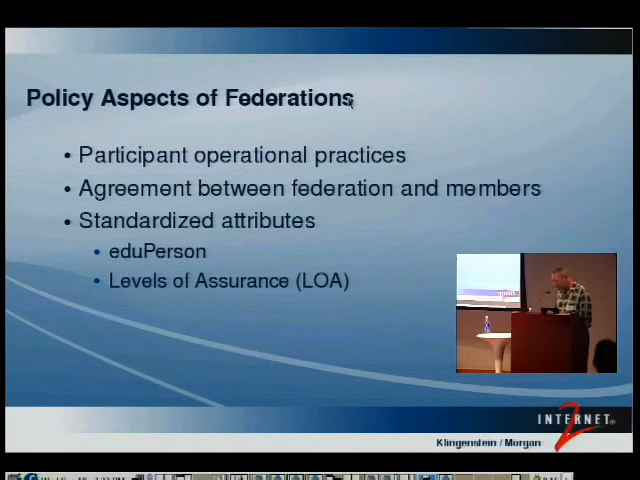 Policy Aspects of Federations
• Participant operational practices
• Agreement between federation and members
• Standardized attributes
• eduPerson
• Levels of Assurance (LOA)
INTERNET
2
Klingenstein / Morgan